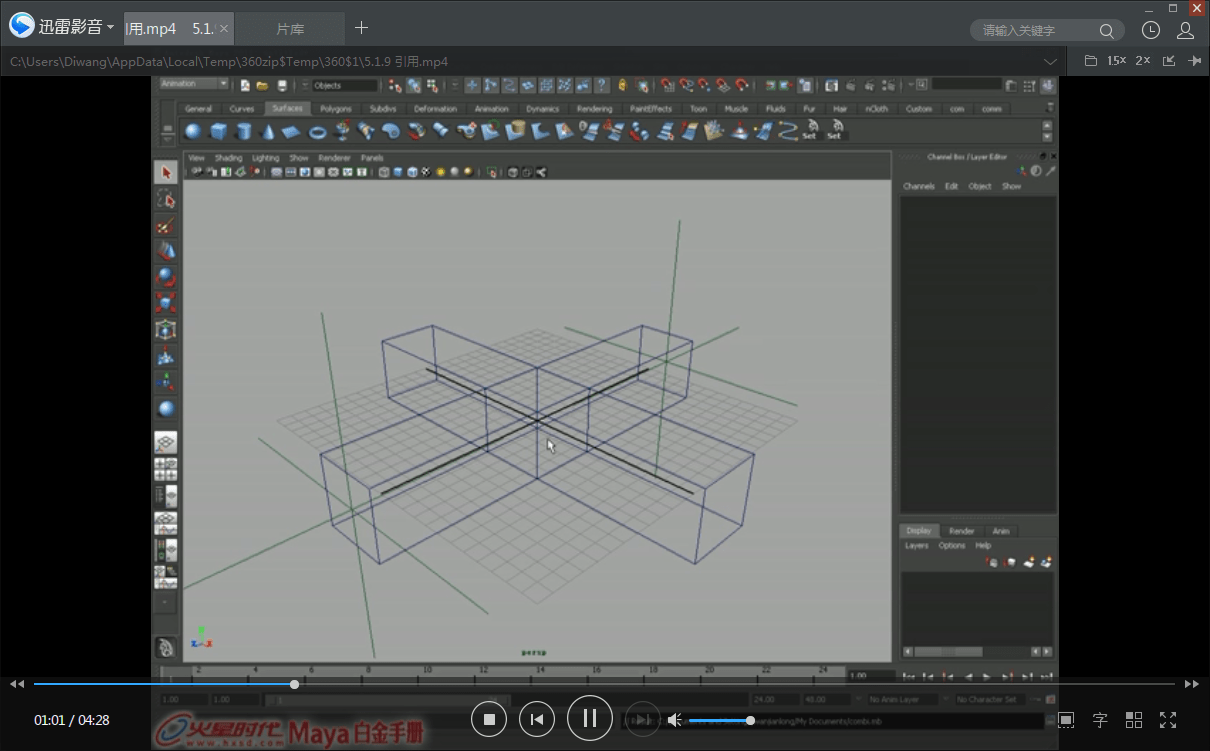 迅雷影音
引用.mp4 5.1.
片库
请输入关键字
C:\Users\Diwang\AppData\Local\Temp\360zip$Temp\360$1\5.1.9 引用.mp4
1.5× 2×
Animation
Objects
General Curves Surfaces Polygons Subdivs Deformation Animation Dynamics Rendering PaintEffects Toon Muscle Fluids Fur Hair nCloth Custom com comm
Set Set
View Shading Lighting Show Renderer Panels
Channel Box / Layer Editor
Channels Edit Object Show
Display Render Anim
Layers Options Help
persp
2 4 6 8 10 12 14 16 18 20 22 24
1.00
1.00 1.00 24.00 48.00 No Anim Layer No Character Set
01:01 / 04:28
字
火星时代 Maya 白金手册
www.hxsd.com